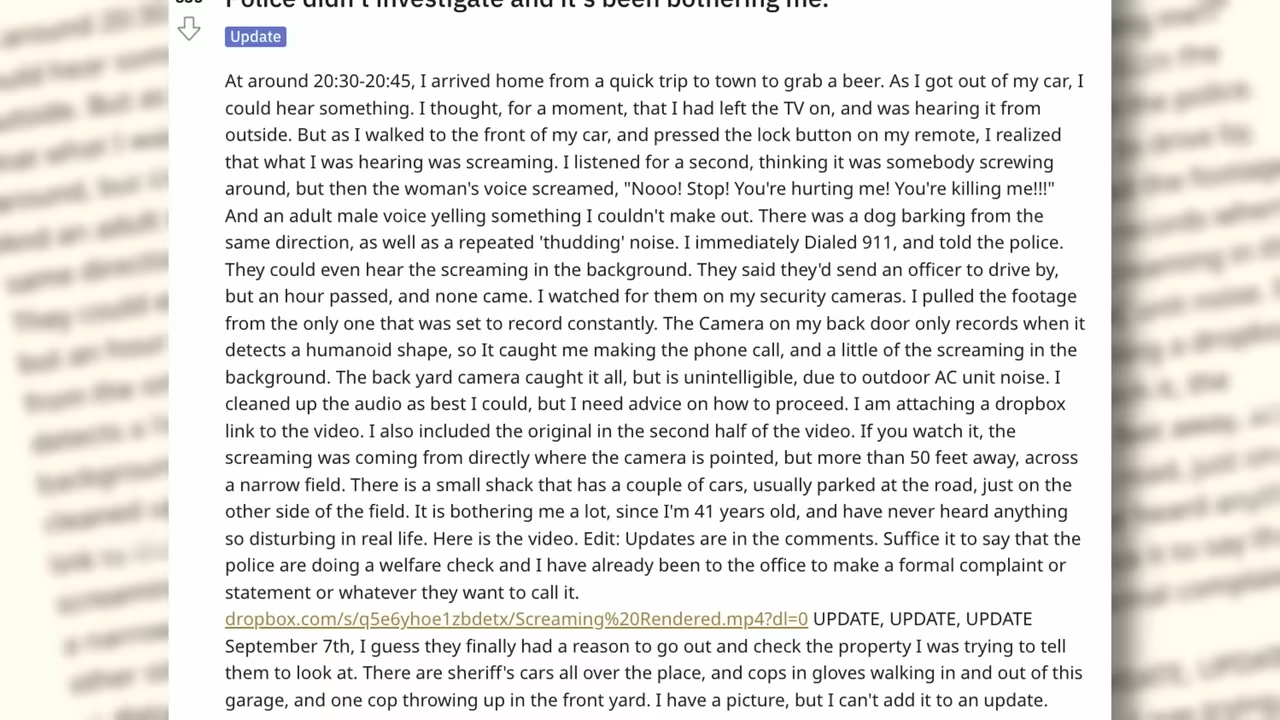 Police didn't investigate and it's been bothering me.
Update
At around 20:30-20:45, I arrived home from a quick trip to town to grab a beer. As I got out of my car, I
could hear something. I thought, for a moment, that I had left the TV on, and was hearing it from
outside. But as I walked to the front of my car, and pressed the lock button on my remote, I realized
that what I was hearing was screaming. I listened for a second, thinking it was somebody screwing
around, but then the woman's voice screamed, "Nooo! Stop! You're hurting me! You're killing me!!!"
And an adult male voice yelling something I couldn't make out. There was a dog barking from the
same direction, as well as a repeated 'thudding' noise. I immediately Dialed 911, and told the police.
They could even hear the screaming in the background. They said they'd send an officer to drive by,
but an hour passed, and none came. I watched for them on my security cameras. I pulled the footage
from the only one that was set to record constantly. The Camera on my back door only records when it
detects a humanoid shape, so It caught me making the phone call, and a little of the screaming in the
background. The back yard camera caught it all, but is unintelligible, due to outdoor AC unit noise. I
cleaned up the audio as best I could, but I need advice on how to proceed. I am attaching a dropbox
link to the video. I also included the original in the second half of the video. If you watch it, the
screaming was coming from directly where the camera is pointed, but more than 50 feet away, across
a narrow field. There is a small shack that has a couple of cars, usually parked at the road, just on the
other side of the field. It is bothering me a lot, since I'm 41 years old, and have never heard anything
so disturbing in real life. Here is the video. Edit: Updates are in the comments. Suffice it to say that the
police are doing a welfare check and I have already been to the office to make a formal complaint or
statement or whatever they want to call it.
dropbox.com/s/q5e6yhoe1zbdetx/Screaming%20Rendered.mp4?dl=0 UPDATE, UPDATE, UPDATE
September 7th, I guess they finally had a reason to go out and check the property I was trying to tell
them to look at. There are sheriff's cars all over the place, and cops in gloves walking in and out of this
garage, and one cop throwing up in the front yard. I have a picture, but I can't add it to an update.